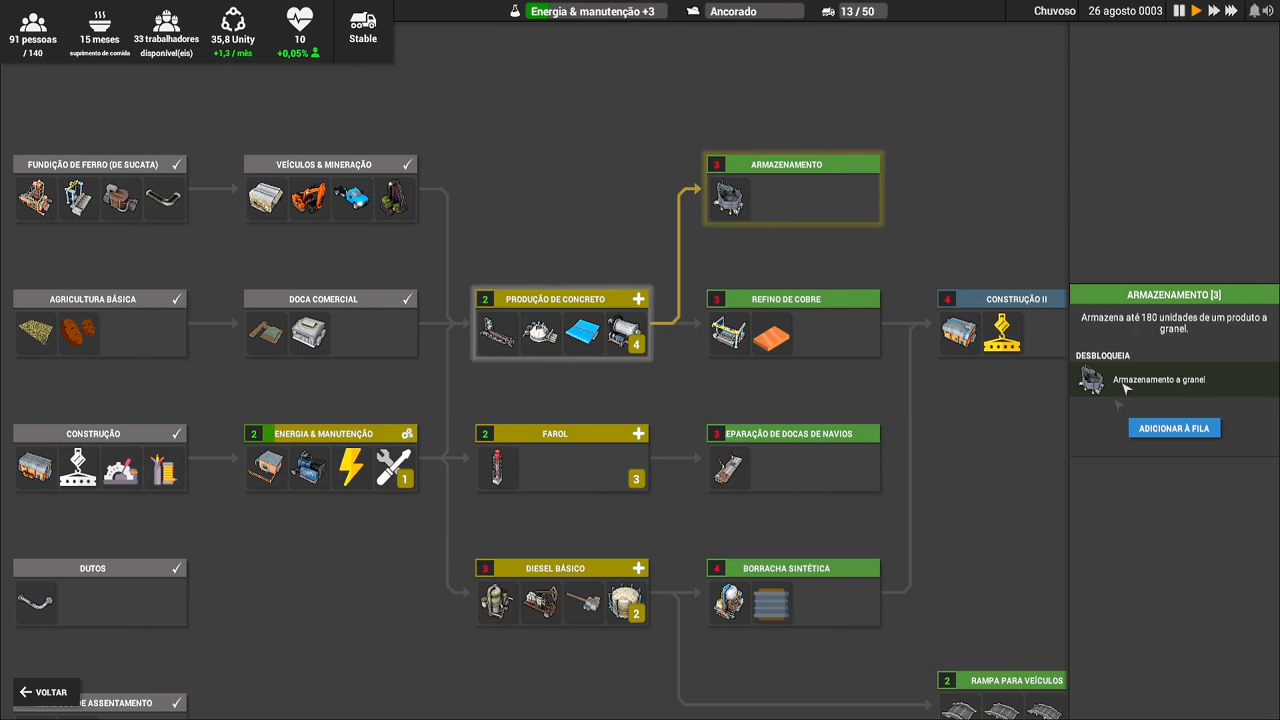 91 pessoas
/ 140
15 meses
suprimento de comida
33 trabalhadores
disponível(eis)
35,8 Unity
+1,3 / mês
10
+0,05%
Stable
Energia & manutenção +3
Ancorado
13 / 50
Chuvoso
26 agosto 0003
FUNDIÇÃO DE FERRO (DE SUCATA)
VEÍCULOS & MINERAÇÃO
3 ARMAZENAMENTO
AGRICULTURA BÁSICA
DOCA COMERCIAL
2 PRODUÇÃO DE CONCRETO
4
3 REFINO DE COBRE
4 CONSTRUÇÃO II
ARMAZENAMENTO [3]
Armazena até 180 unidades de um produto a
granel.
DESBLOQUEIA
Armazenamento a granel
ADICIONAR À FILA
CONSTRUÇÃO
2 ENERGIA & MANUTENÇÃO
1
2 FAROL
3
3 EPARAÇÃO DE DOCAS DE NAVIOS
DUTOS
3 DIESEL BÁSICO
2
4 BORRACHA SINTÉTICA
2 RAMPA PARA VEÍCULOS
VOLTAR
DE ASSENTAMENTO